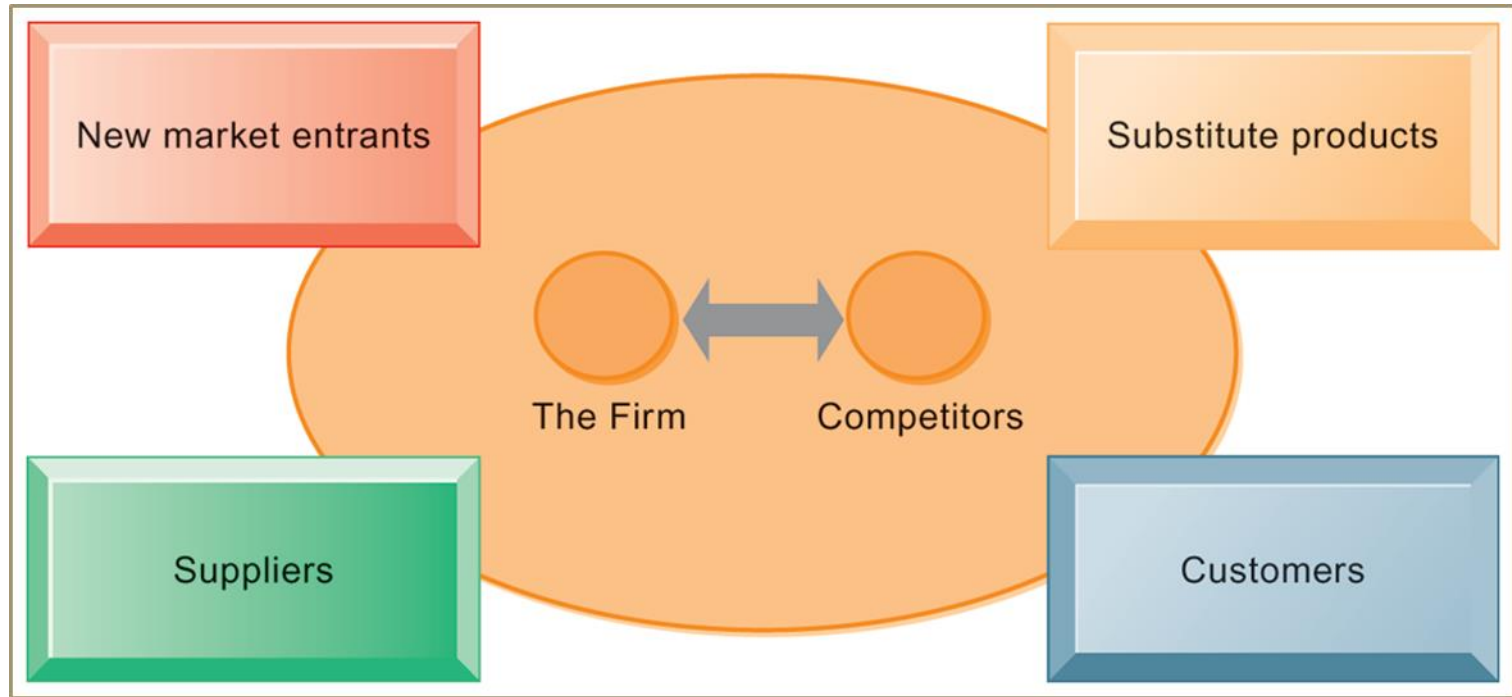 New market entrants
Substitute products
The Firm
Competitors
Suppliers
Customers